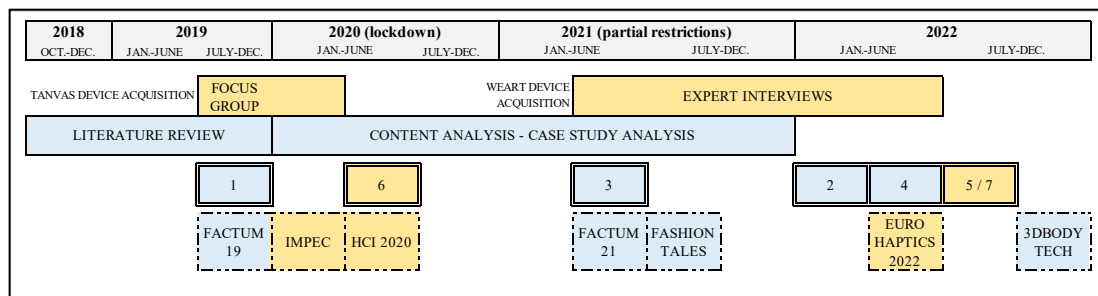 2018 2019 2020 (lockdown) 2021 (partial restrictions) 2022
OCT.-DEC. JAN.-JUNE JULY-DEC. JAN.-JUNE JULY-DEC. JAN.-JUNE JULY-DEC. JAN.-JUNE JULY-DEC.
TANVAS DEVICE ACQUISITION
FOCUS
GROUP
WEART DEVICE
ACQUISITION
EXPERT INTERVIEWS
LITERATURE REVIEW
CONTENT ANALYSIS - CASE STUDY ANALYSIS
1 6 3 2 4 5 / 7
FACTUM
19
IMPEC
HCI 2020
FACTUM
21
FASHION
TALES
EURO
HAPTICS
2022
3DBODY
TECH